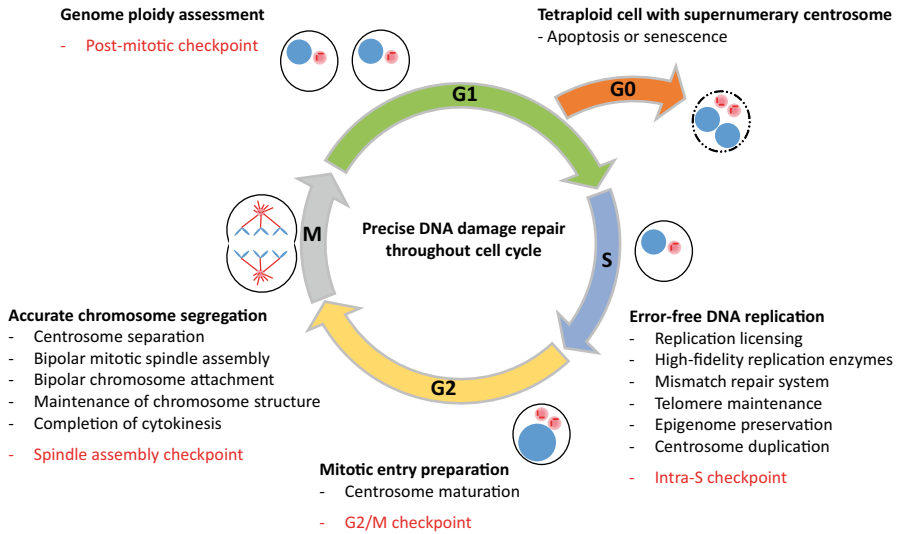 Genome ploidy assessment
- Post-mitotic checkpoint
Tetraploid cell with supernumerary centrosome
- Apoptosis or senescence
G1
G0
M
Precise DNA damage repair
throughout cell cycle
S
G2
Accurate chromosome segregation
- Centrosome separation
- Bipolar mitotic spindle assembly
- Bipolar chromosome attachment
- Maintenance of chromosome structure
- Completion of cytokinesis
- Spindle assembly checkpoint
Mitotic entry preparation
- Centrosome maturation
- G2/M checkpoint
Error-free DNA replication
- Replication licensing
- High-fidelity replication enzymes
- Mismatch repair system
- Telomere maintenance
- Epigenome preservation
- Centrosome duplication
- Intra-S checkpoint